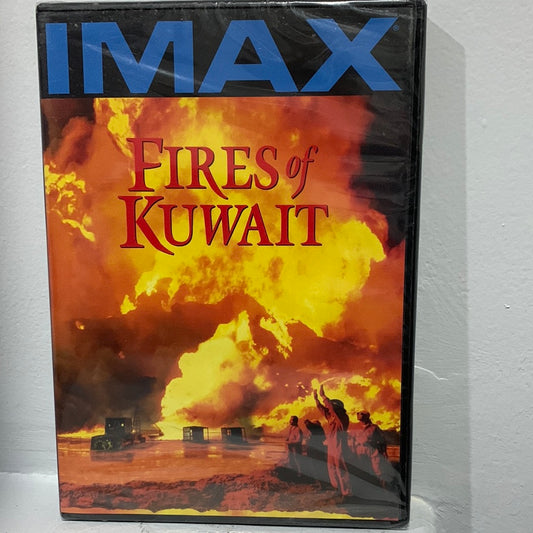 IMAX
FIRES of
KUWAIT